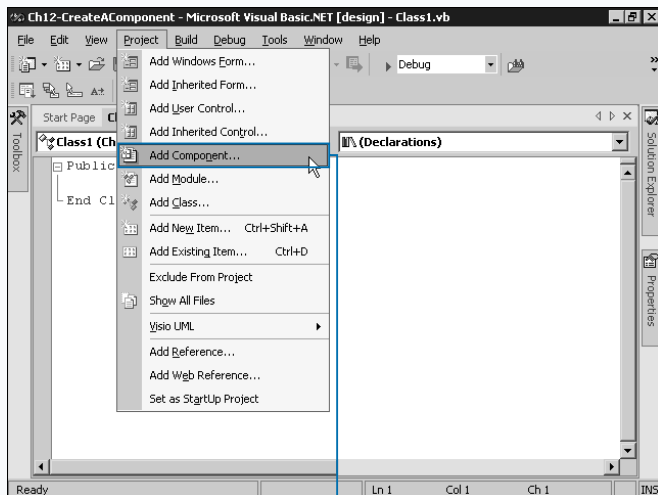 Ch12-CreateAComponent - Microsoft Visual Basic.NET [design] - Class1.vb
File Edit View Project Build Debug Tools Window Help
Debug
Start Page
Class1 (Ch
(Declarations)
Public
End Cl
Add Windows Form...
Add Inherited Form...
Add User Control...
Add Inherited Control...
Add Component...
Add Module...
Add Class...
Add New Item... Ctrl+Shift+A
Add Existing Item... Ctrl+D
Exclude From Project
Show All Files
Visio UML
Add Reference...
Add Web Reference...
Set as StartUp Project
Toolbox
Solution Explorer
Properties
Ready Ln 1 Col 1 Ch 1 INS